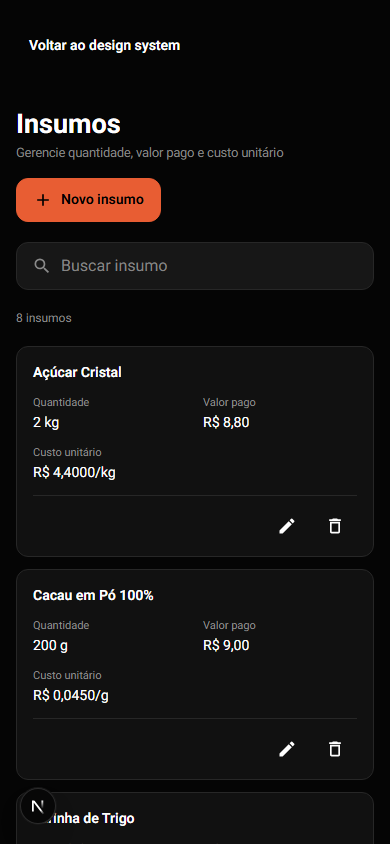 Voltar ao design system
Insumos
Gerencie quantidade, valor pago e custo unitário
Novo insumo
Buscar insumo
8 insumos
Açúcar Cristal
Quantidade
Valor pago
2 kg
R$ 8,80
Custo unitário
R$ 4,4000/kg
Cacau em Pó 100%
Quantidade
Valor pago
200 g
R$ 9,00
Custo unitário
R$ 0,0450/g
N
de Trigo